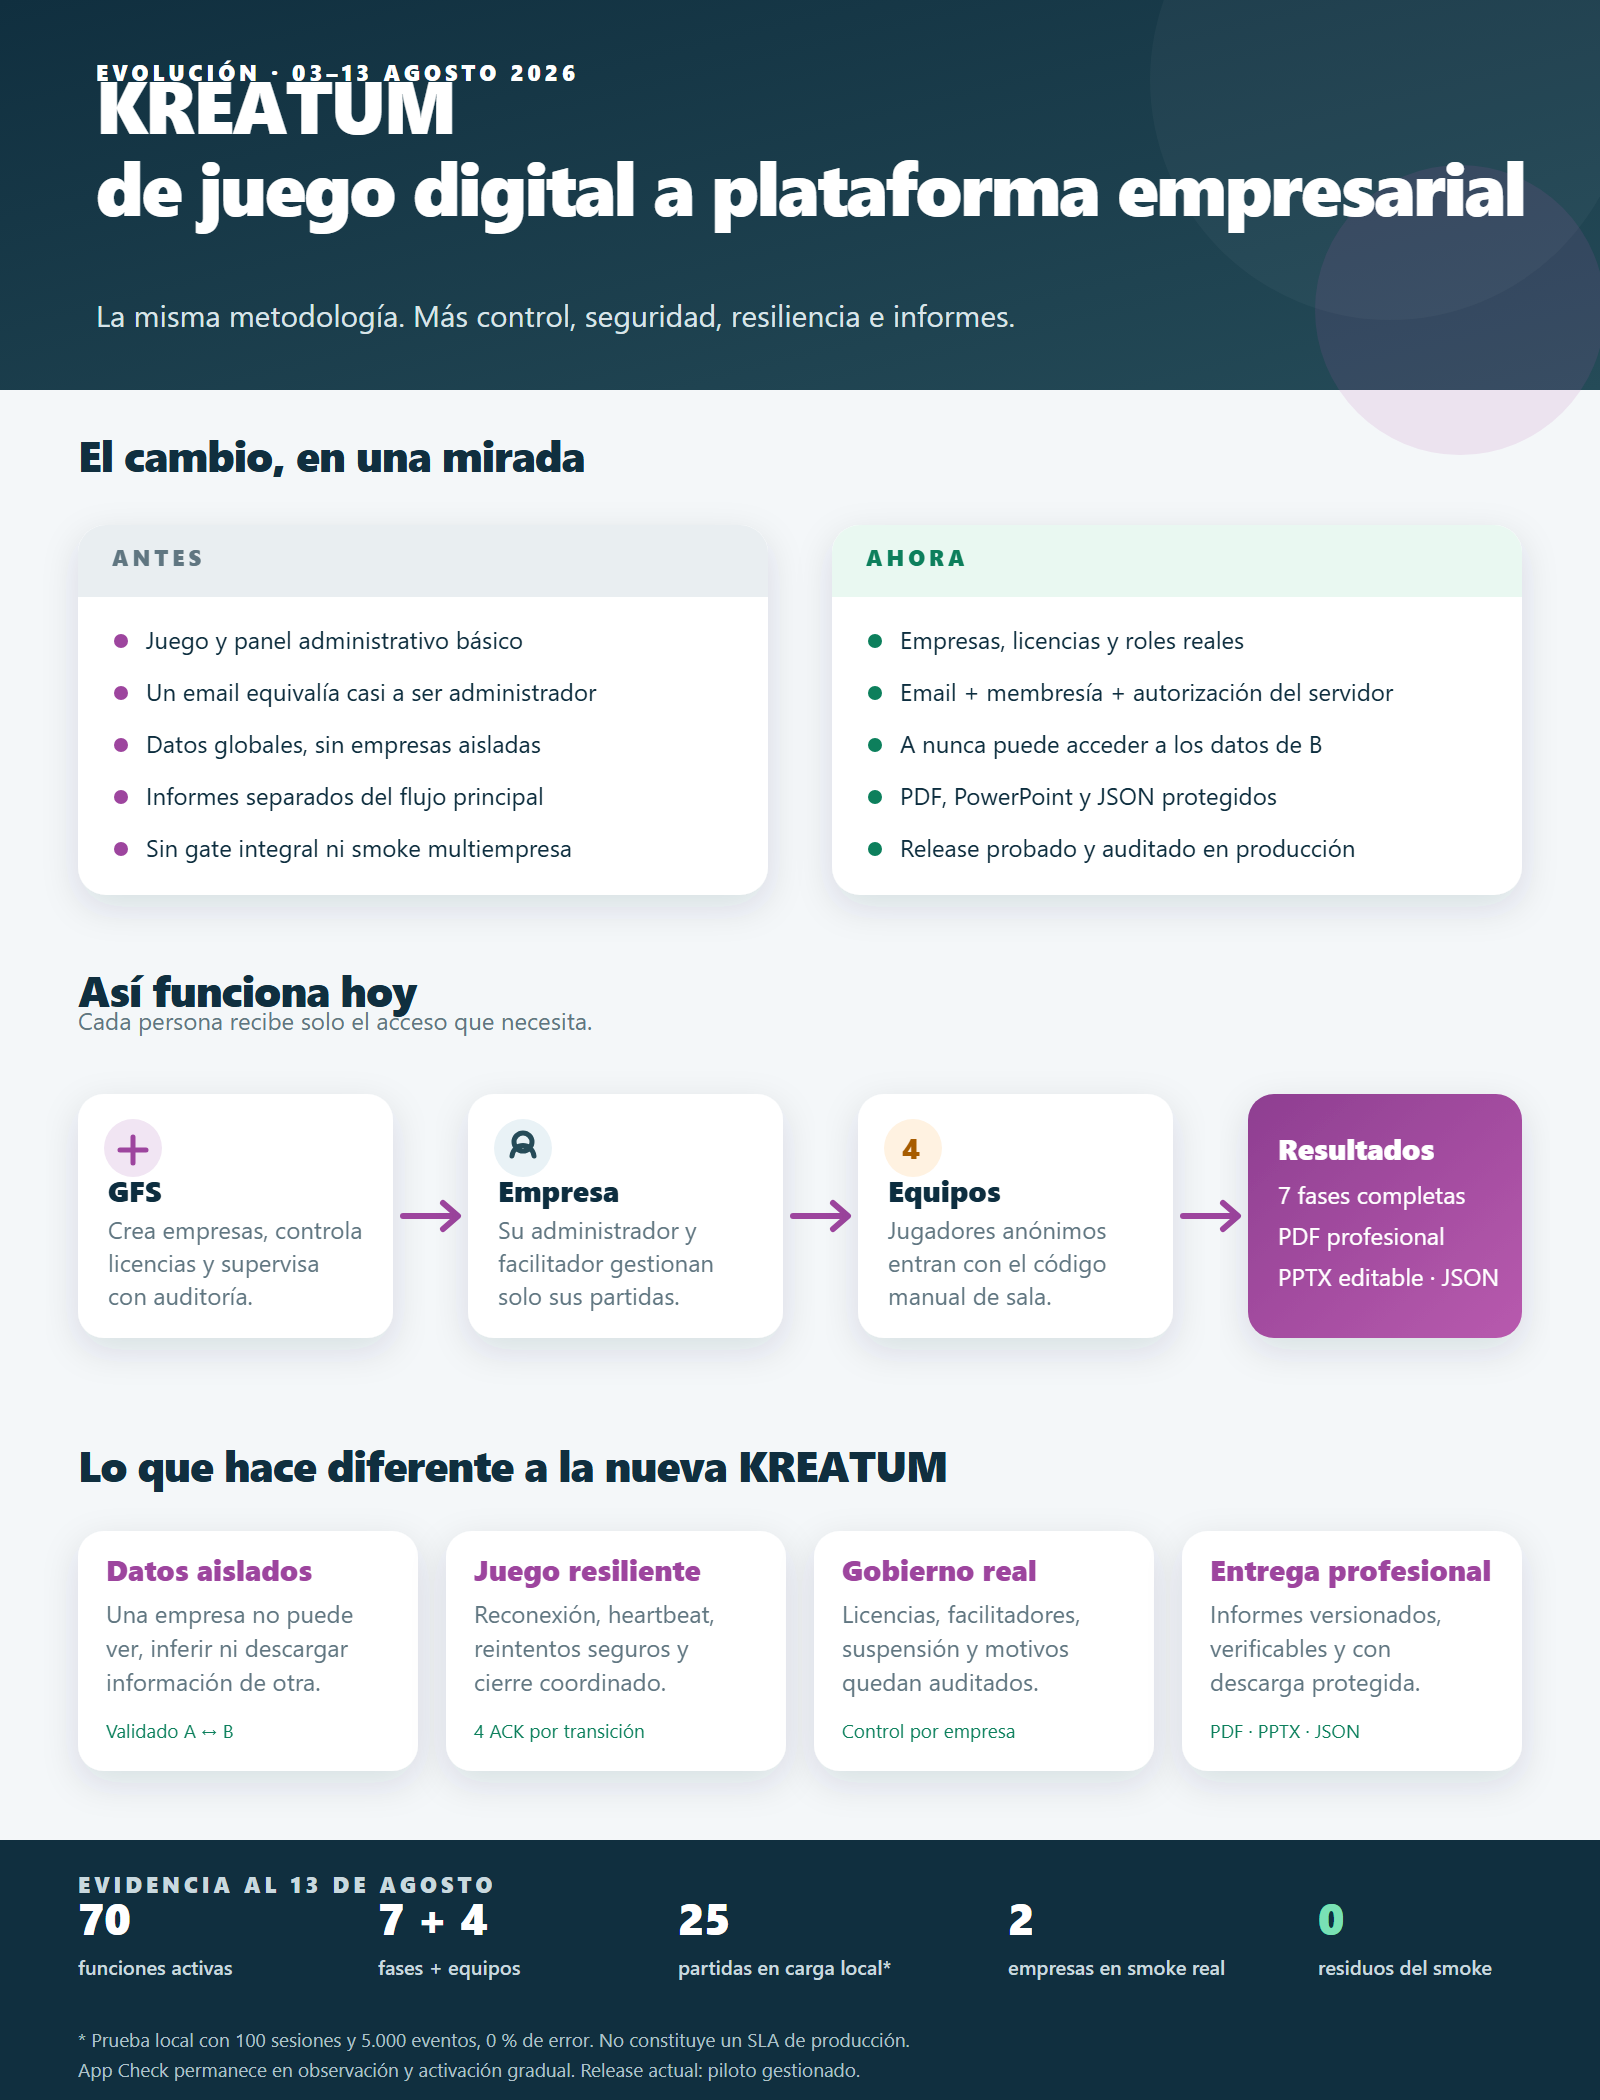 EVOLUCIÓN · 03–13 AGOSTO 2026
KREATUM
de juego digital a plataforma empresarial
La misma metodología. Más control, seguridad, resiliencia e informes.
El cambio, en una mirada
ANTES
Juego y panel administrativo básico
Un email equivalía casi a ser administrador
Datos globales, sin empresas aisladas
Informes separados del flujo principal
Sin gate integral ni smoke multiempresa
AHORA
Empresas, licencias y roles reales
Email + membresía + autorización del servidor
A nunca puede acceder a los datos de B
PDF, PowerPoint y JSON protegidos
Release probado y auditado en producción
Así funciona hoy
Cada persona recibe solo el acceso que necesita.
GFS
Crea empresas, controla
licencias y supervisa
con auditoría.
Empresa
Su administrador y
facilitador gestionan
solo sus partidas.
4
Equipos
Jugadores anónimos
entran con el código
manual de sala.
Resultados
7 fases completas
PDF profesional
PPTX editable · JSON
Lo que hace diferente a la nueva KREATUM
Datos aislados
Una empresa no puede
ver, inferir ni descargar
información de otra.
Validado A ↔ B
Juego resiliente
Reconexión, heartbeat,
reintentos seguros y
cierre coordinado.
4 ACK por transición
Gobierno real
Licencias, facilitadores,
suspensión y motivos
quedan auditados.
Control por empresa
Entrega profesional
Informes versionados,
verificables y con
descarga protegida.
PDF · PPTX · JSON
EVIDENCIA AL 13 DE AGOSTO
70
funciones activas
7 + 4
fases + equipos
25
partidas en carga local*
2
empresas en smoke real
0
residuos del smoke
* Prueba local con 100 sesiones y 5.000 eventos, 0 % de error. No constituye un SLA de producción.
App Check permanece en observación y activación gradual. Release actual: piloto gestionado.